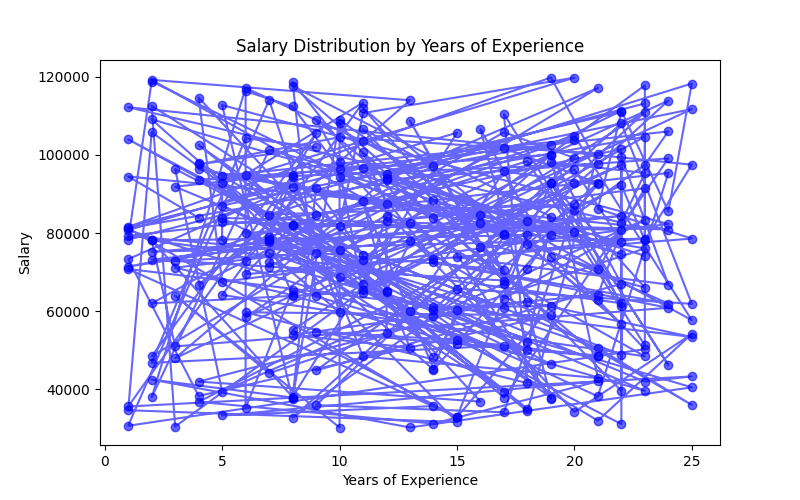 Salary Distribution by Years of Experience
120000
100000
80000
60000
40000
Salary
0 5 10 15 20 25
Years of Experience